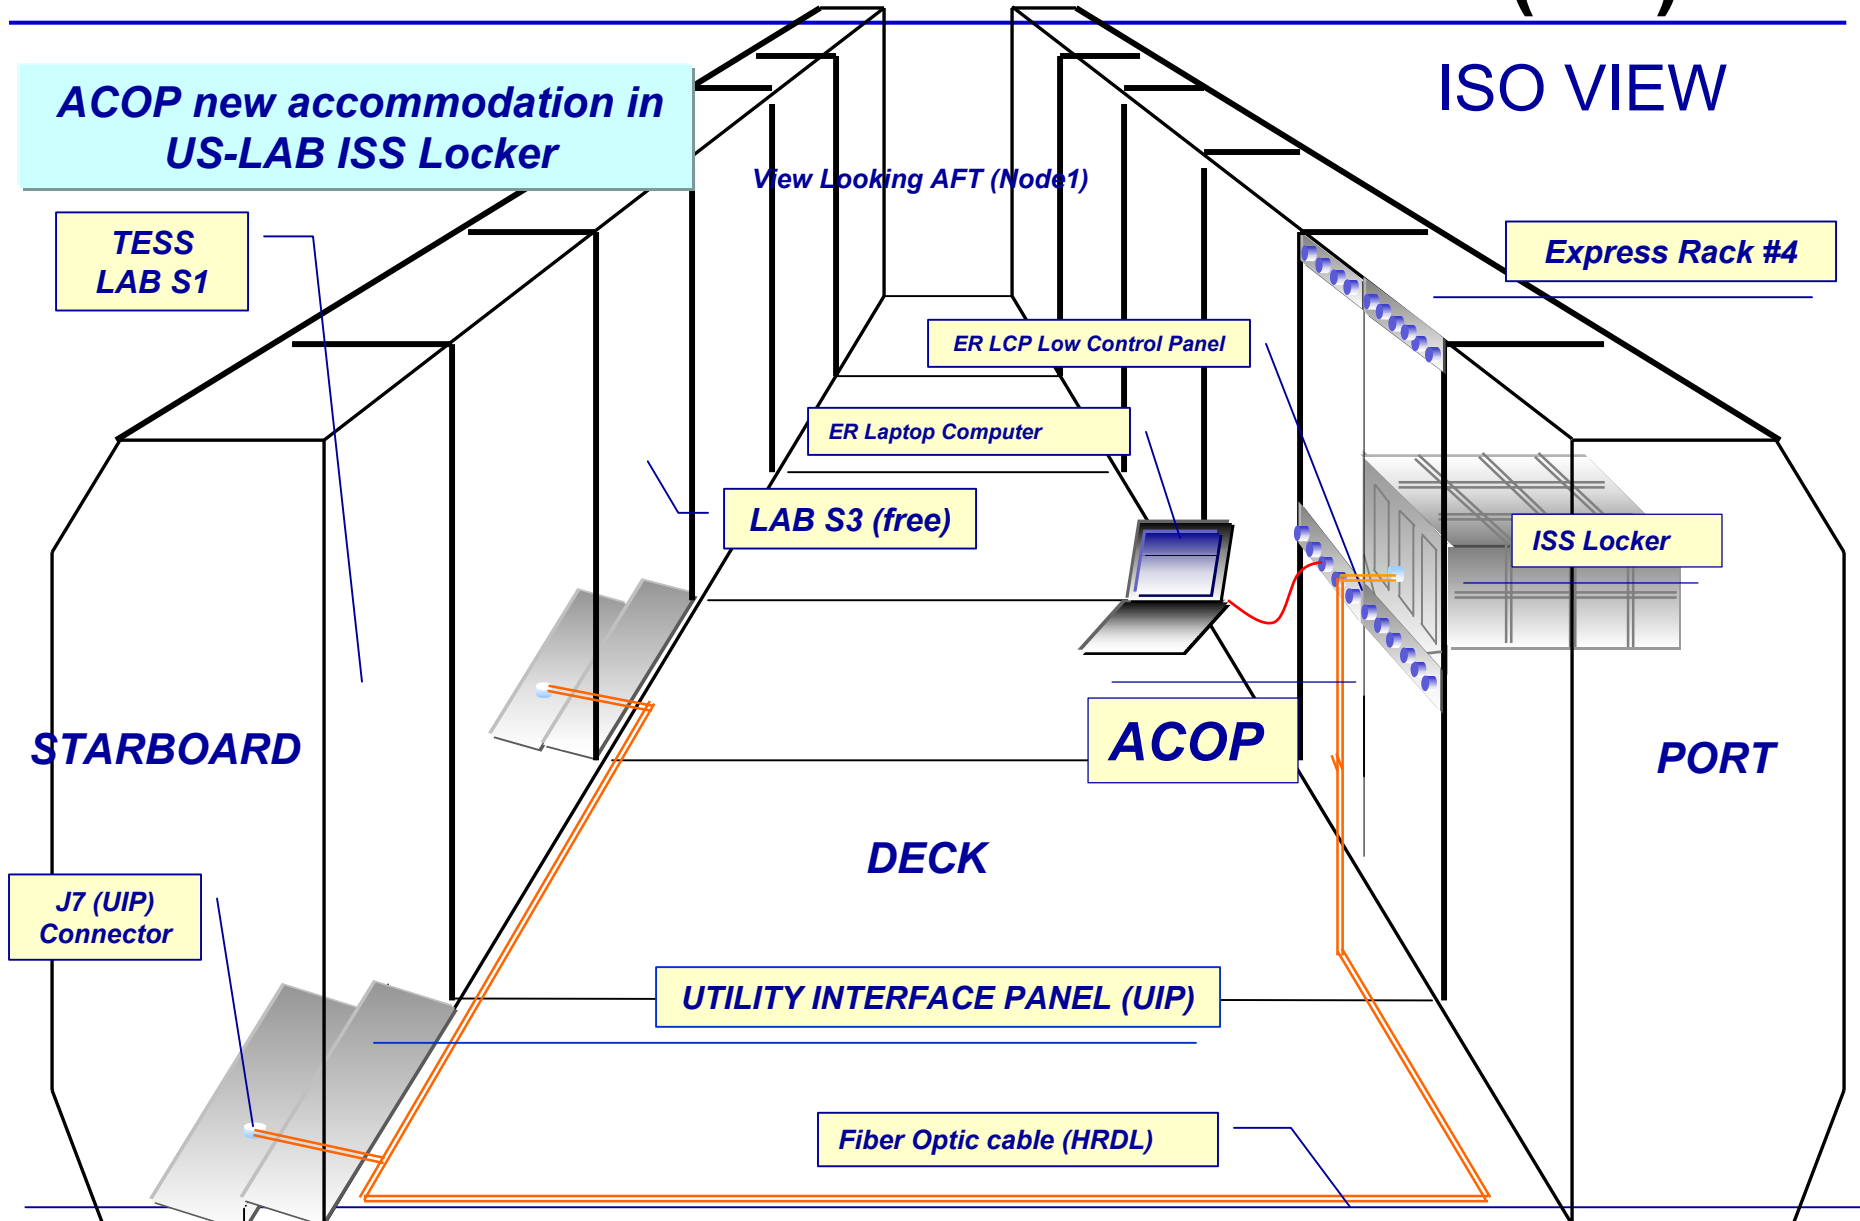 ISO VIEW
ACOP new accommodation in
US-LAB ISS Locker
View Looking AFT (Node1)
TESS
LAB S1
Express Rack #4
ER LCP Low Control Panel
ER Laptop Computer
LAB S3 (free)
ISS Locker
STARBOARD
ACOP
PORT
DECK
J7 (UIP)
Connector
UTILITY INTERFACE PANEL (UIP)
Fiber Optic cable (HRDL)